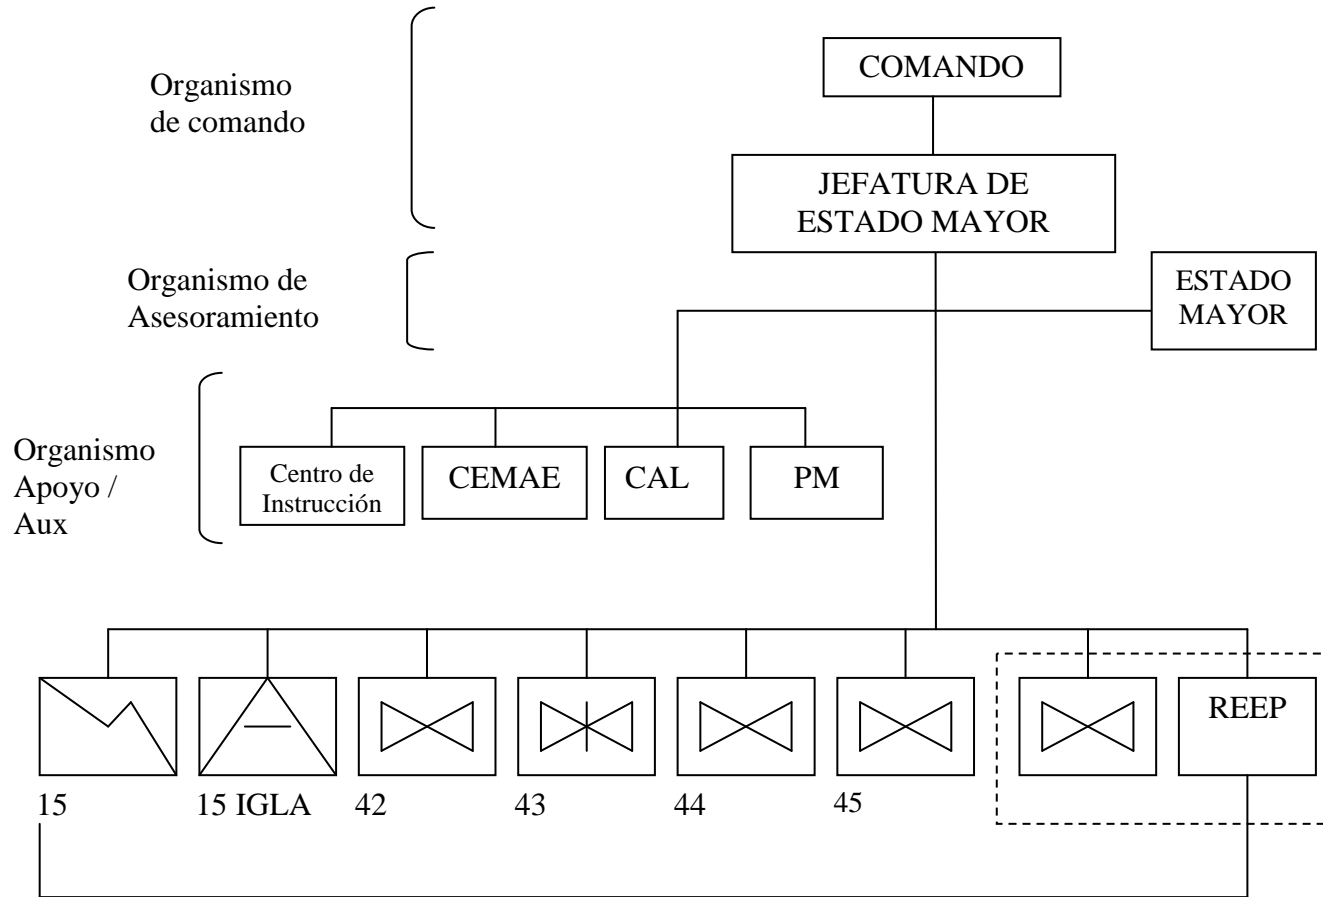 COMANDO
Organismo
de comando
JEFATURA DE
ESTADO MAYOR
Organismo de
Asesoramiento
ESTADO
MAYOR
Organismo
Apoyo /
Aux
Centro de
Instrucción
CEMAE
CAL
PM
REEP
15
15 IGLA
42
43
44
45